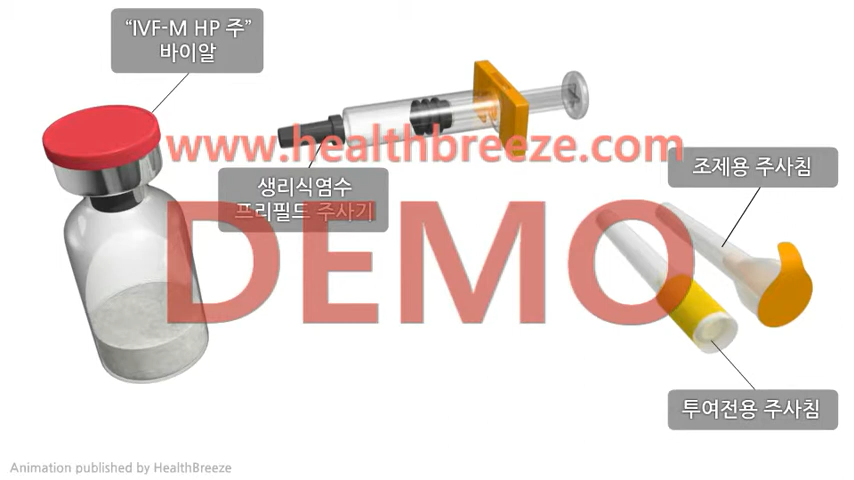 “IVF-M HP 주”
바이알
www.healthbreeze.com
조제용 주사침
생리식염수
프리필드 주사기
DEMO
투여전용 주사침
Animation published by HealthBreeze